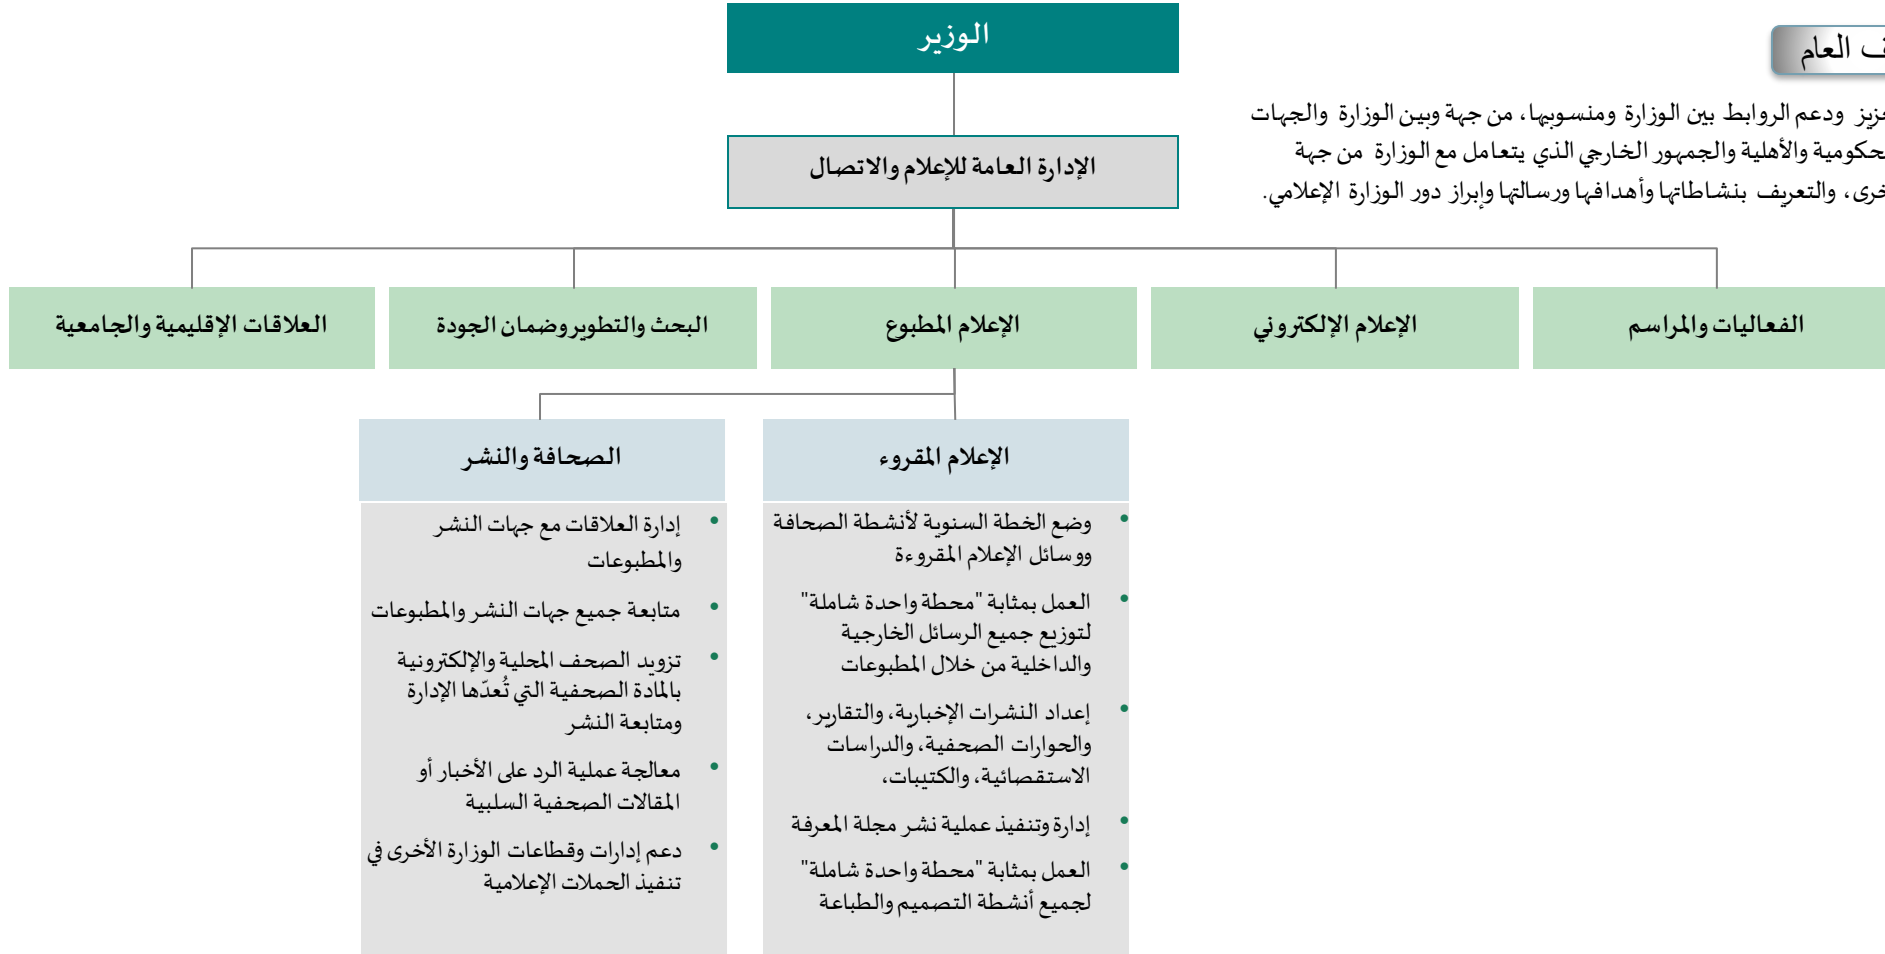 الوزير
ف العام
عزيز ودعم الروابط بين الوزارة ومنسوبيها، من جهة وبين الوزارة والجهات
لحكومية والأهلية والجمهور الخارجي الذي يتعامل مع الوزارة من جهة
خرى، والتعريف بنشاطاتها وأهدافها ورسالتها وإبراز دور الوزارة الإعلامي.
الإدارة العامة للإعلام والاتصال
الفعاليات والمراسم
الإعلام الإلكتروني
الإعلام المطبوع
البحث والتطوير وضمان الجودة
العلاقات الإقليمية والجامعية
الإعلام المقروء
• وضع الخطة السنوية لأنشطة الصحافة
ووسائل الإعلام المقروءة
• العمل بمثابة "محطة واحدة شاملة"
لتوزيع جميع الرسائل الخارجية
والداخلية من خلال المطبوعات
• إعداد النشرات الإخبارية، والتقارير،
والحوارات الصحفية، والدراسات
الاستقصائية، والكتيبات،
• إدارة وتنفيذ عملية نشر مجلة المعرفة
• العمل بمثابة "محطة واحدة شاملة"
لجميع أنشطة التصميم والطباعة
الصحافة والنشر
• إدارة العلاقات مع جهات النشر
والمطبوعات
• متابعة جميع جهات النشر والمطبوعات
• تزويد الصحف المحلية والإلكترونية
بالمادة الصحفية التي تُعدّها الإدارة
ومتابعة النشر
• معالجة عملية الرد على الأخبار أو
المقالات الصحفية السلبية
• دعم إدارات وقطاعات الوزارة الأخرى في
تنفيذ الحملات الإعلامية